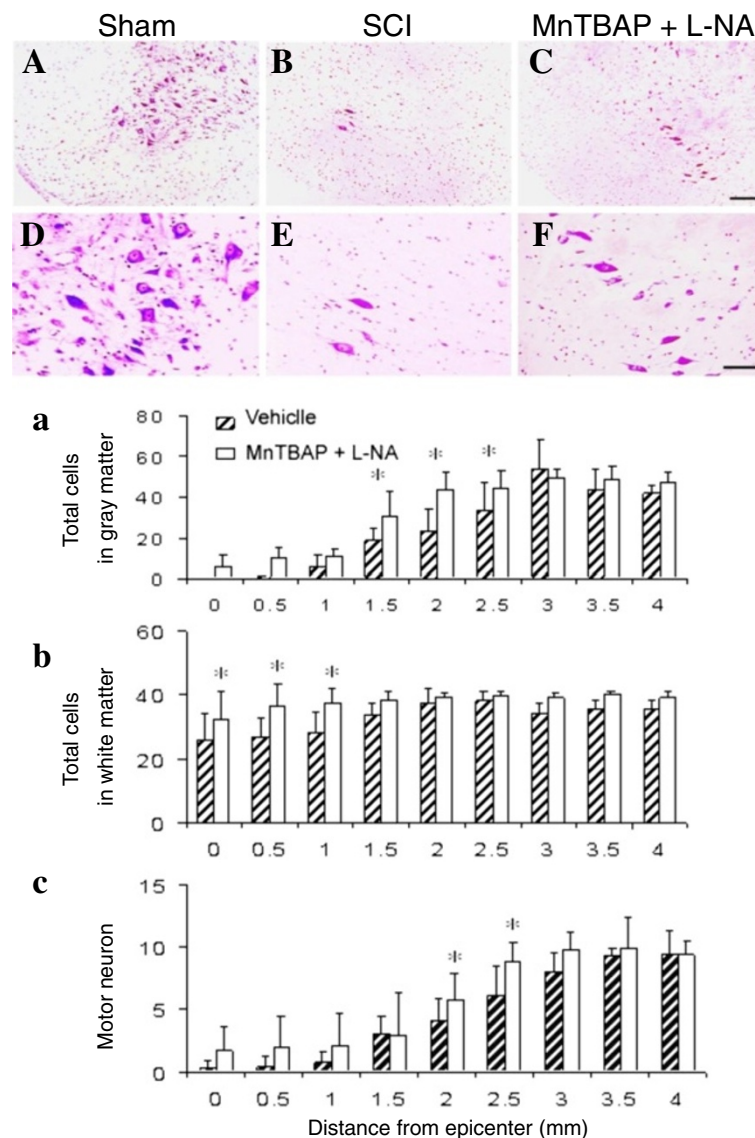 Sham SCI MnTBAP + L-NA
A B C
D E F
a
80
60
40
20
0
Total cells
in gray matter
Vehiclle
MnTBAP + L-NA
* * *
0 0.5 1 1.5 2 2.5 3 3.5 4
b
60
40
20
0
Total cells
in white matter
* * *
0 0.5 1 1.5 2 2.5 3 3.5 4
c
15
10
5
0
Motor neuron
* *
0 0.5 1 1.5 2 2.5 3 3.5 4
Distance from epicenter (mm)